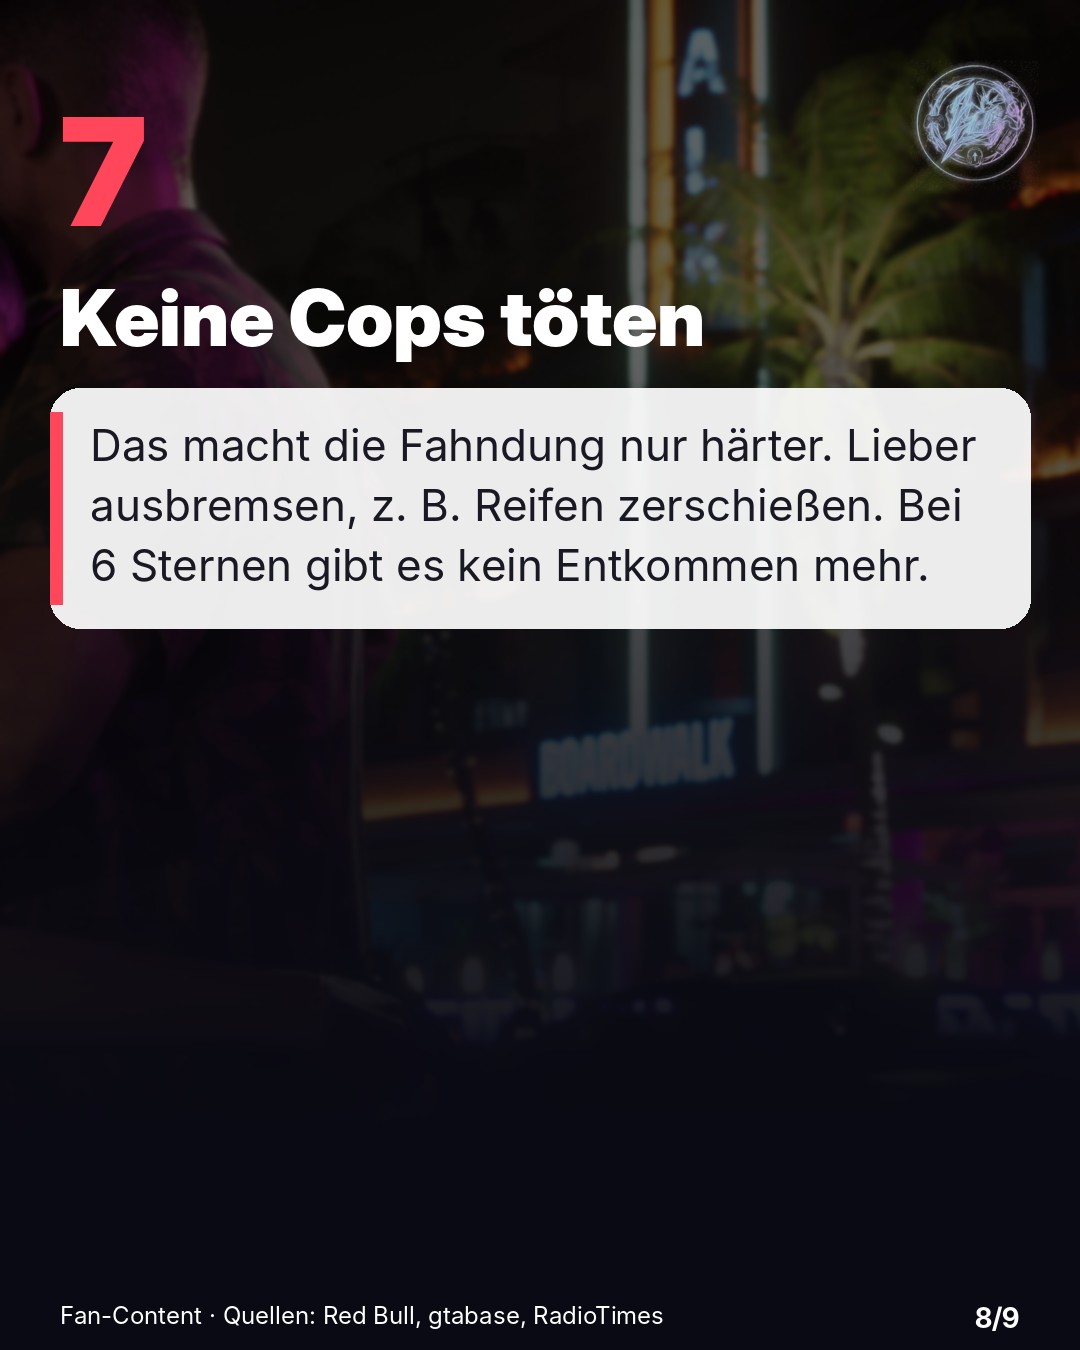 7
Keine Cops töten
Das macht die Fahndung nur härter. Lieber
ausbremsen, z. B. Reifen zerschießen. Bei
6 Sternen gibt es kein Entkommen mehr.
BOARDWALK
Fan-Content · Quellen: Red Bull, gtabase, RadioTimes
8/9